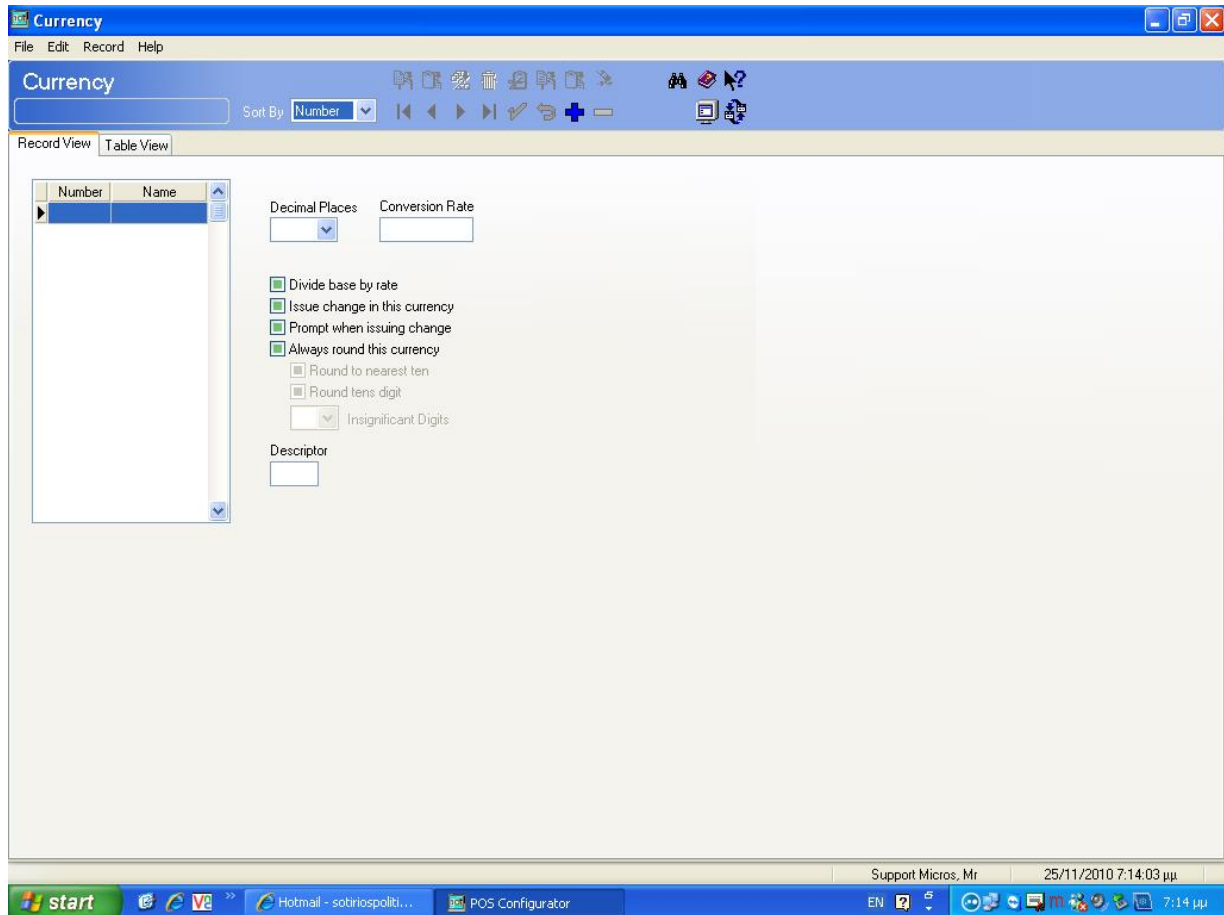 Currency
File Edit Record Help
Currency
Sort By Number
Record View Table View
Number Name
Decimal Places Conversion Rate
Divide base by rate
Issue change in this currency
Prompt when issuing change
Always round this currency
Round to nearest ten
Round tens digit
Insignificant Digits
Descriptor
Support Micros, Mr 25/11/2010 7:14:03 μμ
start Hotmail - sotiriospoliti... POS Configurator EN 7:14 μμ